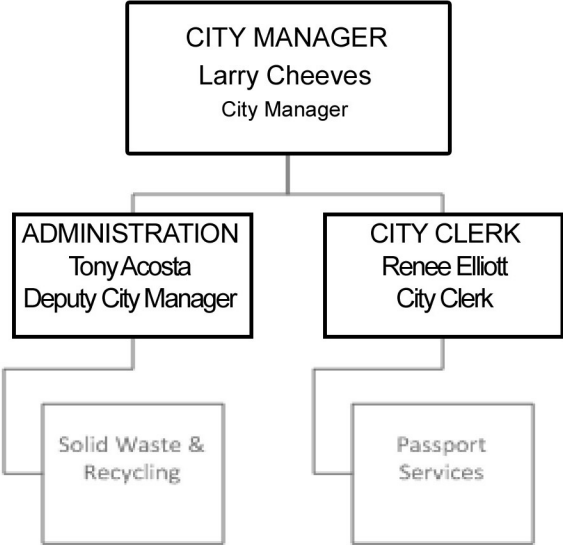 CITY MANAGER
Larry Cheeves
City Manager
ADMINISTRATION
Tony Acosta
Deputy City Manager
CITY CLERK
Renee Elliott
City Clerk
Solid Waste &
Recycling
Passport
Services